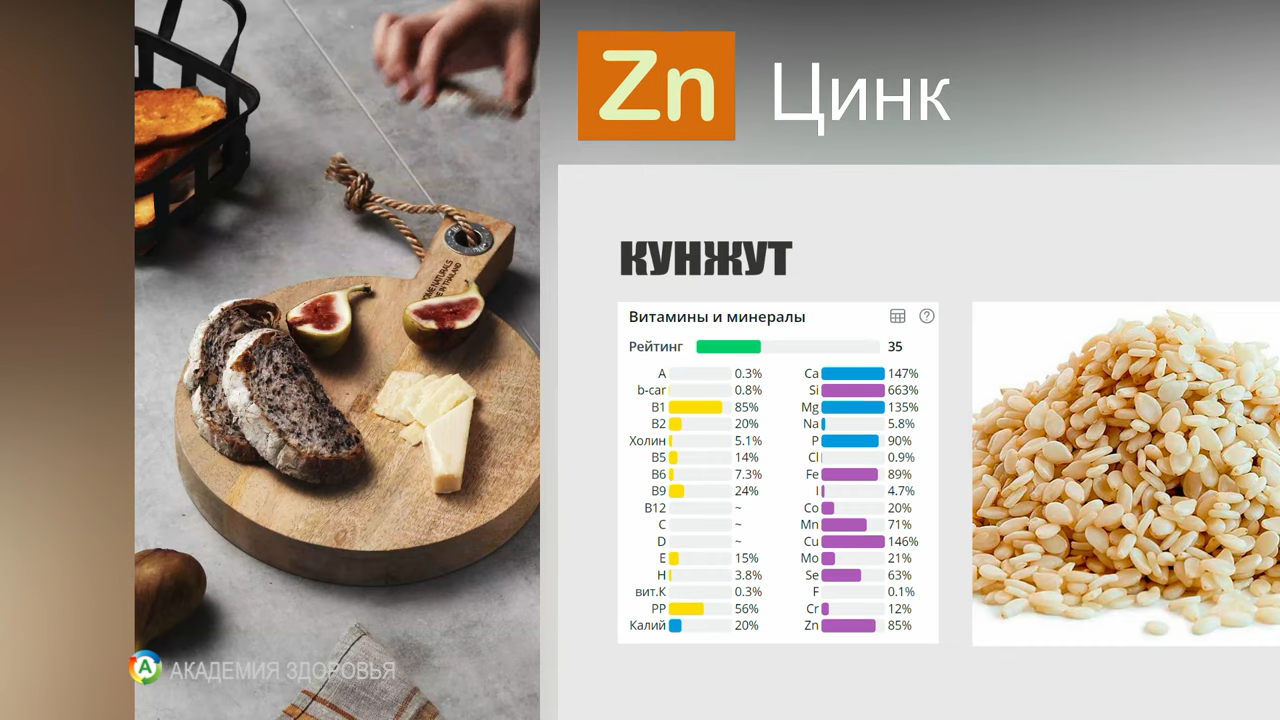 Zn Цинк
КУНЖУТ
Витамины и минералы
Рейтинг 35
A 0.3% Ca 147%
b-car 0.8% Si 663%
B1 85% Mg 135%
B2 20% Na 5.8%
Холин 5.1% P 90%
B5 14% Cl 0.9%
B6 7.3% Fe 89%
B9 24% I 4.7%
B12 ~ Co 20%
C ~ Mn 71%
D ~ Cu 146%
E 15% Mo 21%
H 3.8% Se 63%
вит.К 0.3% F 0.1%
PP 56% Cr 12%
Калий 20% Zn 85%
А АКАДЕМИЯ ЗДОРОВЬЯ